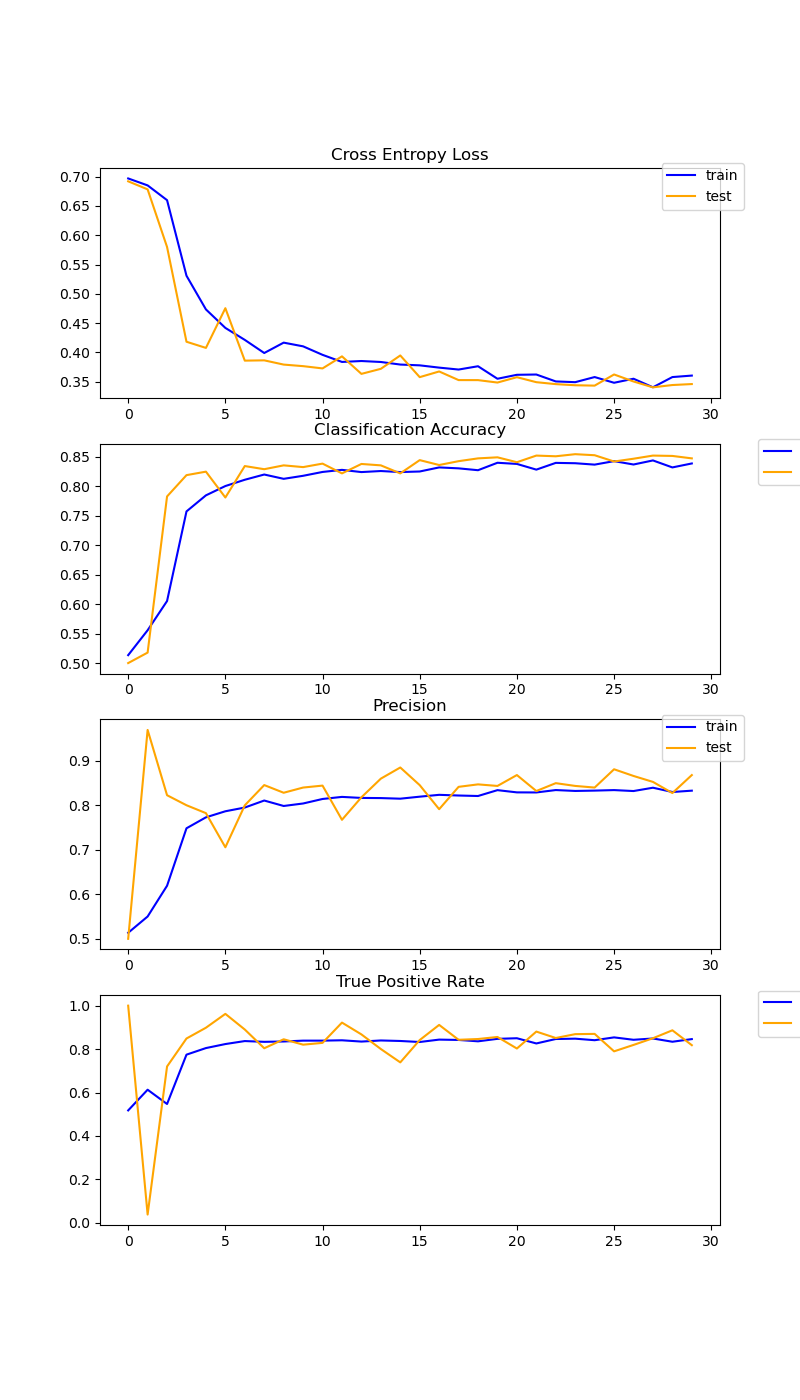 Cross Entropy Loss
0.70
0.65
0.60
0.55
0.50
0.45
0.40
0.35
train
test
0 5 10 15 20 25 30
Classification Accuracy
0.85
0.80
0.75
0.70
0.65
0.60
0.55
0.50
0 5 10 15 20 25 30
Precision
0.9
0.8
0.7
0.6
0.5
train
test
0 5 10 15 20 25 30
True Positive Rate
1.0
0.8
0.6
0.4
0.2
0.0
0 5 10 15 20 25 30